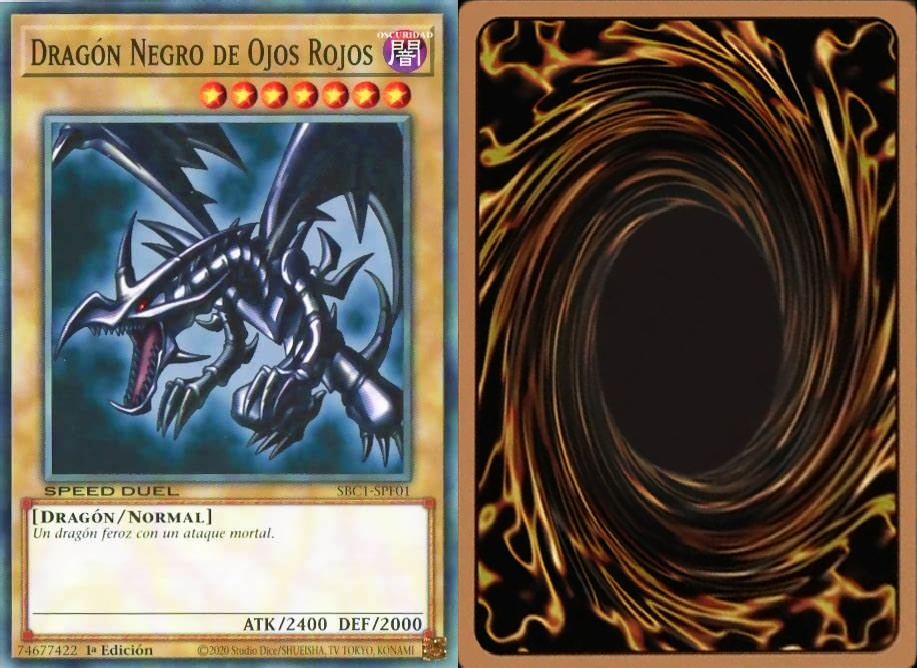 DRAGÓN NEGRO DE OJOS ROJOS
OSCURIDAD
闇
SPEED DUEL
SBC1-SPF01
[DRAGÓN/NORMAL]
Un dragón feroz con un ataque mortal.
ATK/2400 DEF/2000
74677422 1ª Edición
©2020 Studio Dice/SHUEISHA, TV TOKYO, KONAMI